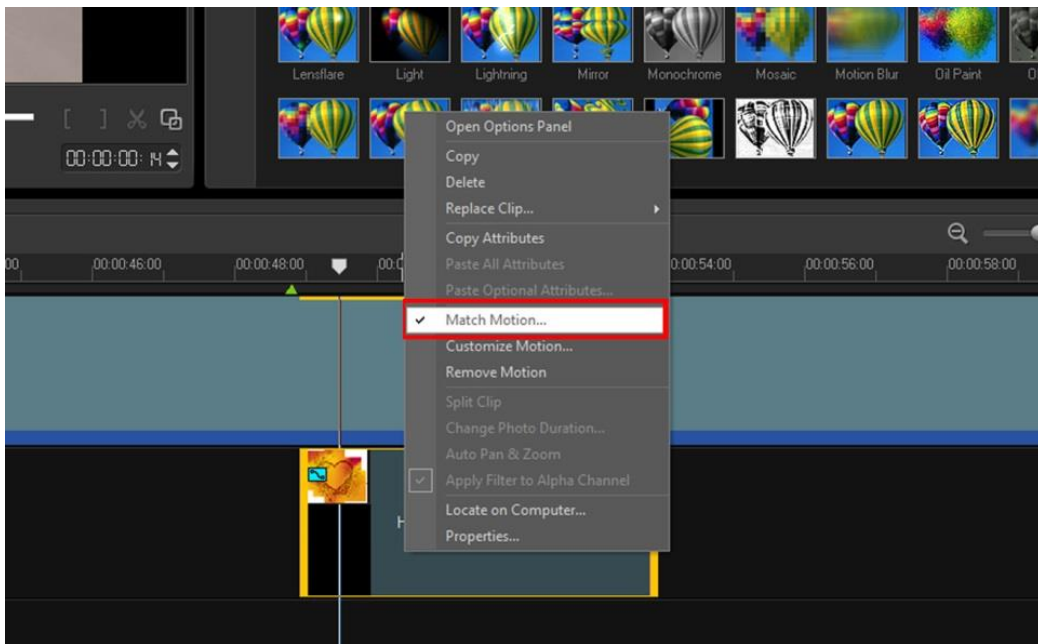 Lensflare Light Lightning Mirror Monochrome Mosaic Motion Blur Oil Paint
[ ]
00:00:00:14
Open Options Panel
Copy
Delete
Replace Clip...
Copy Attributes
00:00:46:00 00:00:48:00 0:00:54:00 00:00:56:00 00:00:58:00
Paste All Attributes
Paste Optional Attributes...
Match Motion...
Customize Motion...
Remove Motion
Split Clip
Change Photo Duration...
Auto Pan & Zoom
Apply Filter to Alpha Channel
Locate on Computer...
H
Properties...